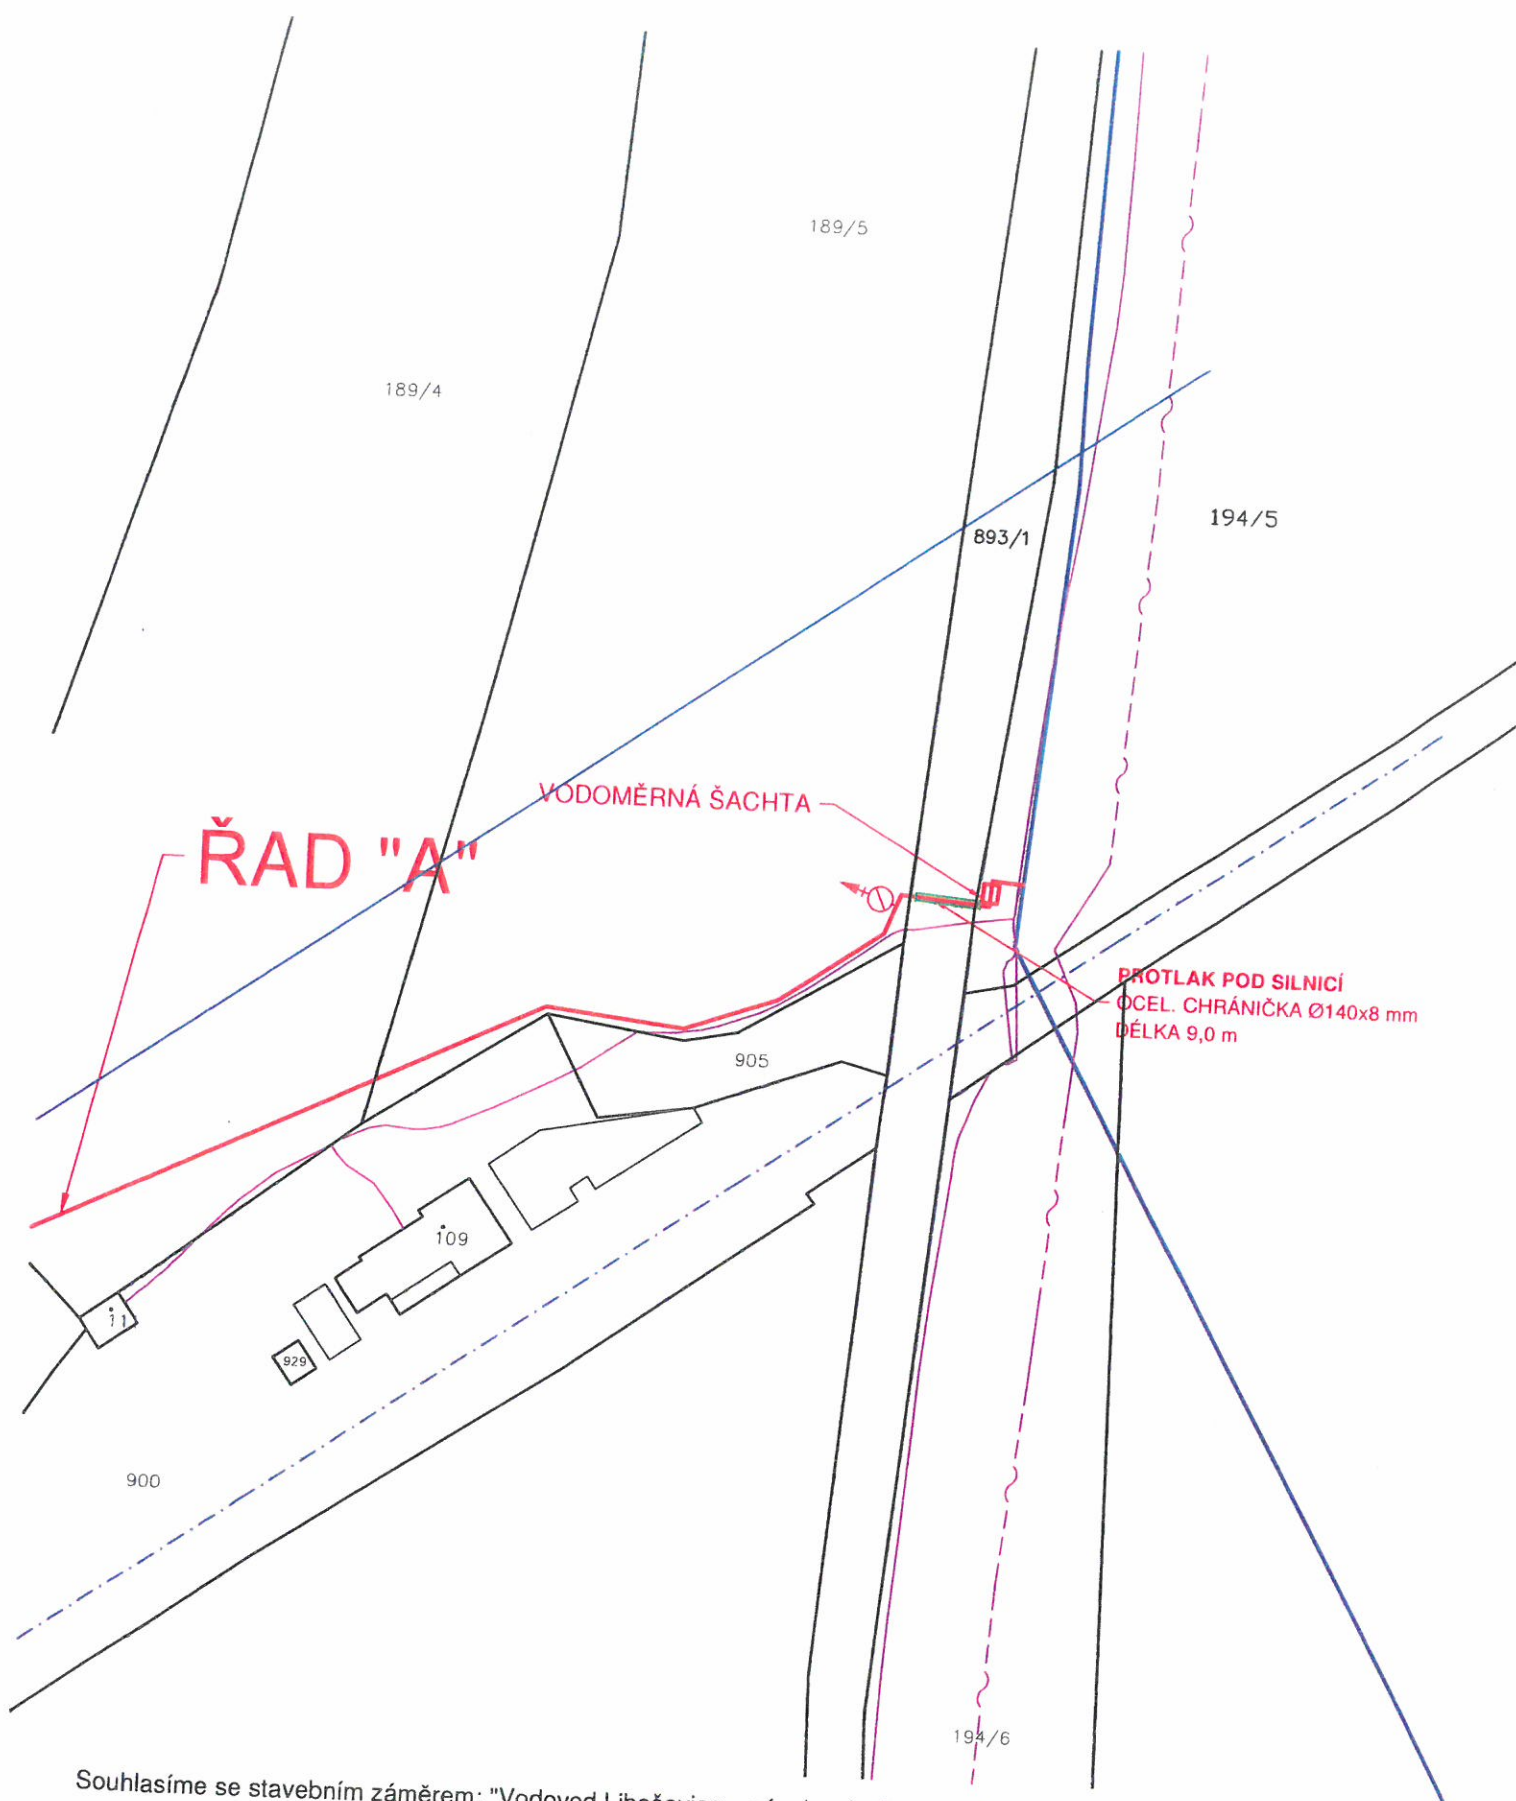 189/5
189/4
194/5
893/1
VODOMĚRNÁ ŠACHTA
ŘAD "A"
PROTLAK POD SILNICÍ
OCEL. CHRÁNIČKA Ø140x8 mm
DÉLKA 9,0 m
905
109
11
929
900
194/6
Souhlasíme se stavebním záměrem: "Vodovod